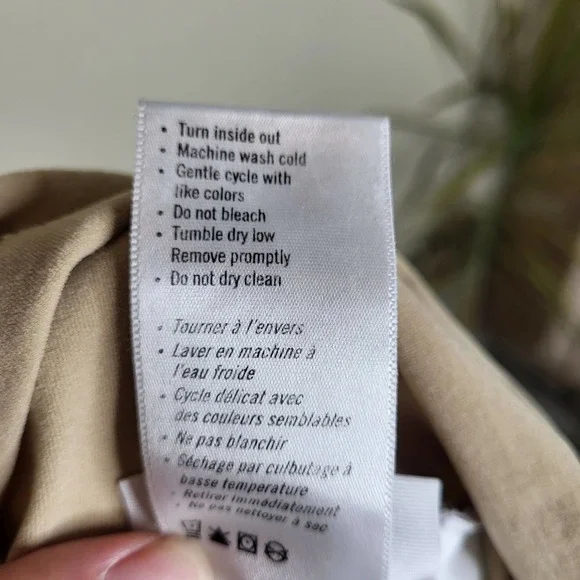 • Turn inside out
• Machine wash cold
• Gentle cycle with
like colors
• Do not bleach
• Tumble dry low
Remove promptly
• Do not dry clean
• Tourner à l'envers
• Laver en machine à
l'eau froide
• Cycle délicat avec
des couleurs semblables
• Ne pas blanchir
• Séchage par culbutage à
basse température
• Retirer immédiatement
• Ne pas nettoyer à sec